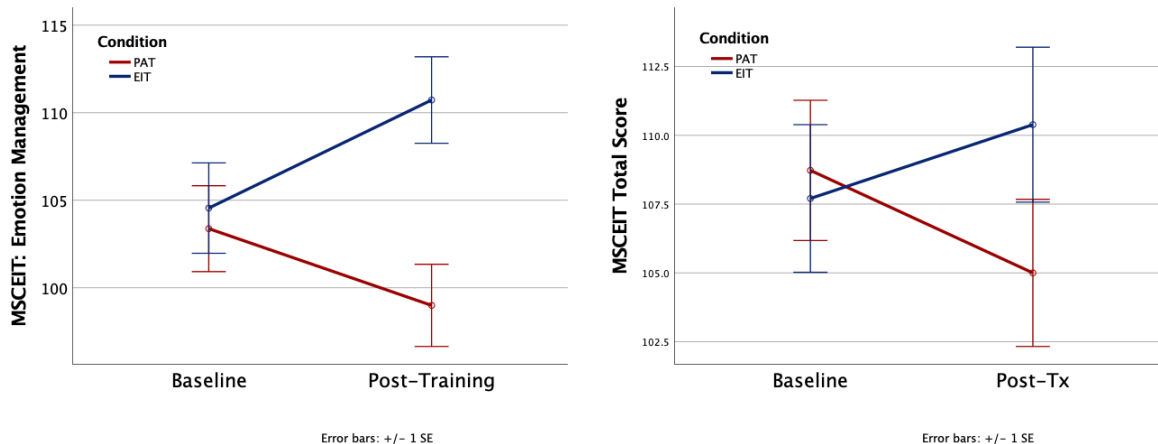 MSCEIT: Emotion Management
115
110
105
100
Condition
PAT
EIT
Baseline
Post-Training
Error bars: +/- 1 SE
MSCEIT Total Score
112.5
110.0
107.5
105.0
102.5
Condition
PAT
EIT
Baseline
Post-Tx
Error bars: +/- 1 SE